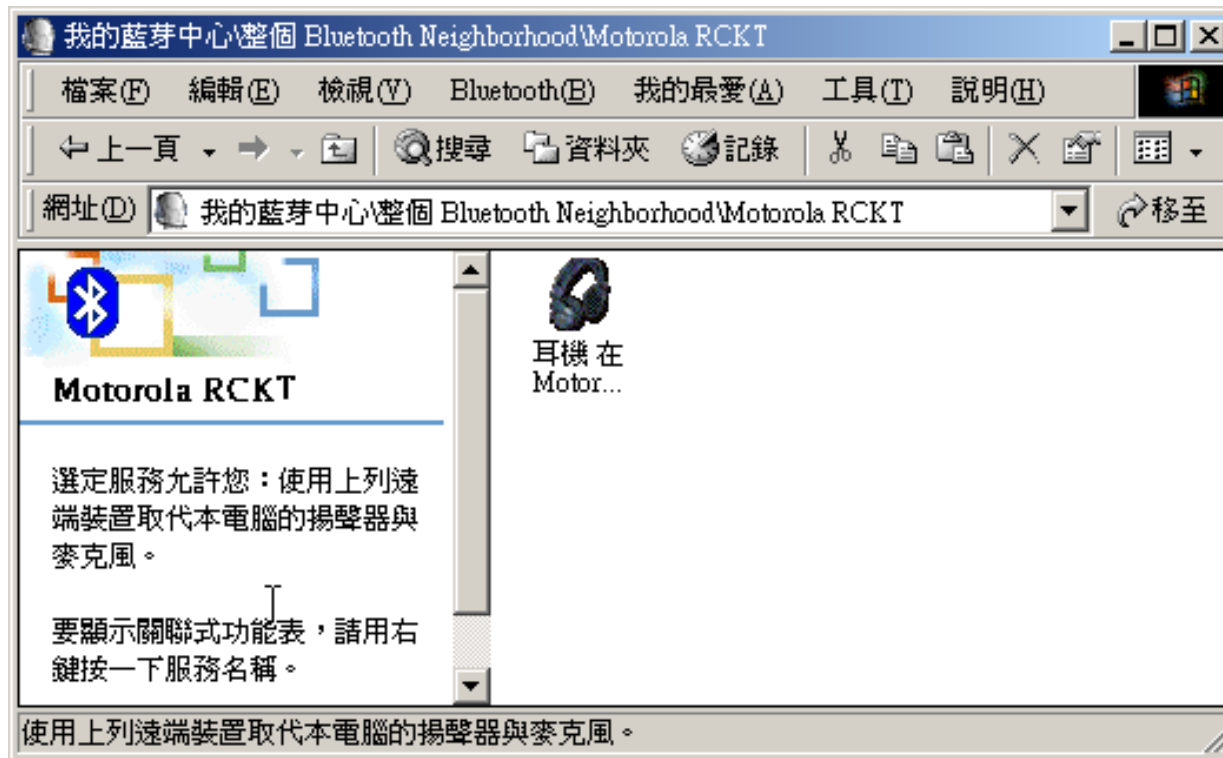 我的藍芽中心\整個 Bluetooth Neighborhood\Motorola RCKT
檔案(F) 編輯(E) 檢視(V) Bluetooth(B) 我的最愛(A) 工具(T) 説明(H)
上一頁 搜尋 資料夾 記錄
網址(D) 我的藍芽中心\整個 Bluetooth Neighborhood\Motorola RCKT 移至
Motorola RCKT
選定服務允許您：使用上列遠
端裝置取代本電腦的揚聲器與
麥克風。
要顯示關聯式功能表，請用右
鍵按一下服務名稱。
耳機 在
Motor...
使用上列遠端裝置取代本電腦的揚聲器與麥克風。